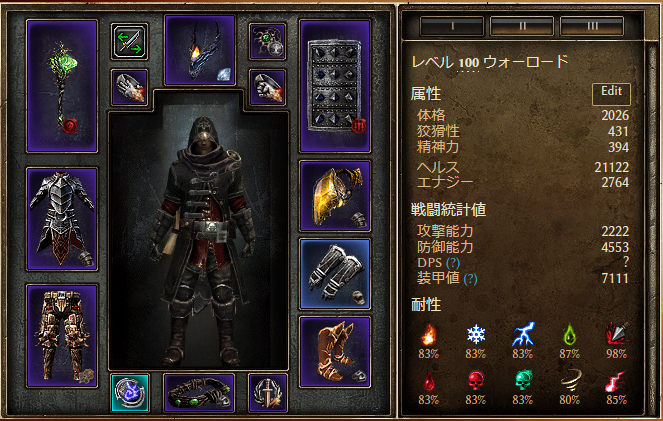 I II III
レベル 100 ウォーロード
属性 Edit
体格 2026
狡猾性 431
精神力 394
ヘルス 21122
エナジー 2764
戦闘統計値
攻撃能力 2222
防御能力 4553
DPS (?) ?
装甲値 (?) 7111
耐性
83% 83% 83% 87% 98%
83% 83% 83% 80% 85%